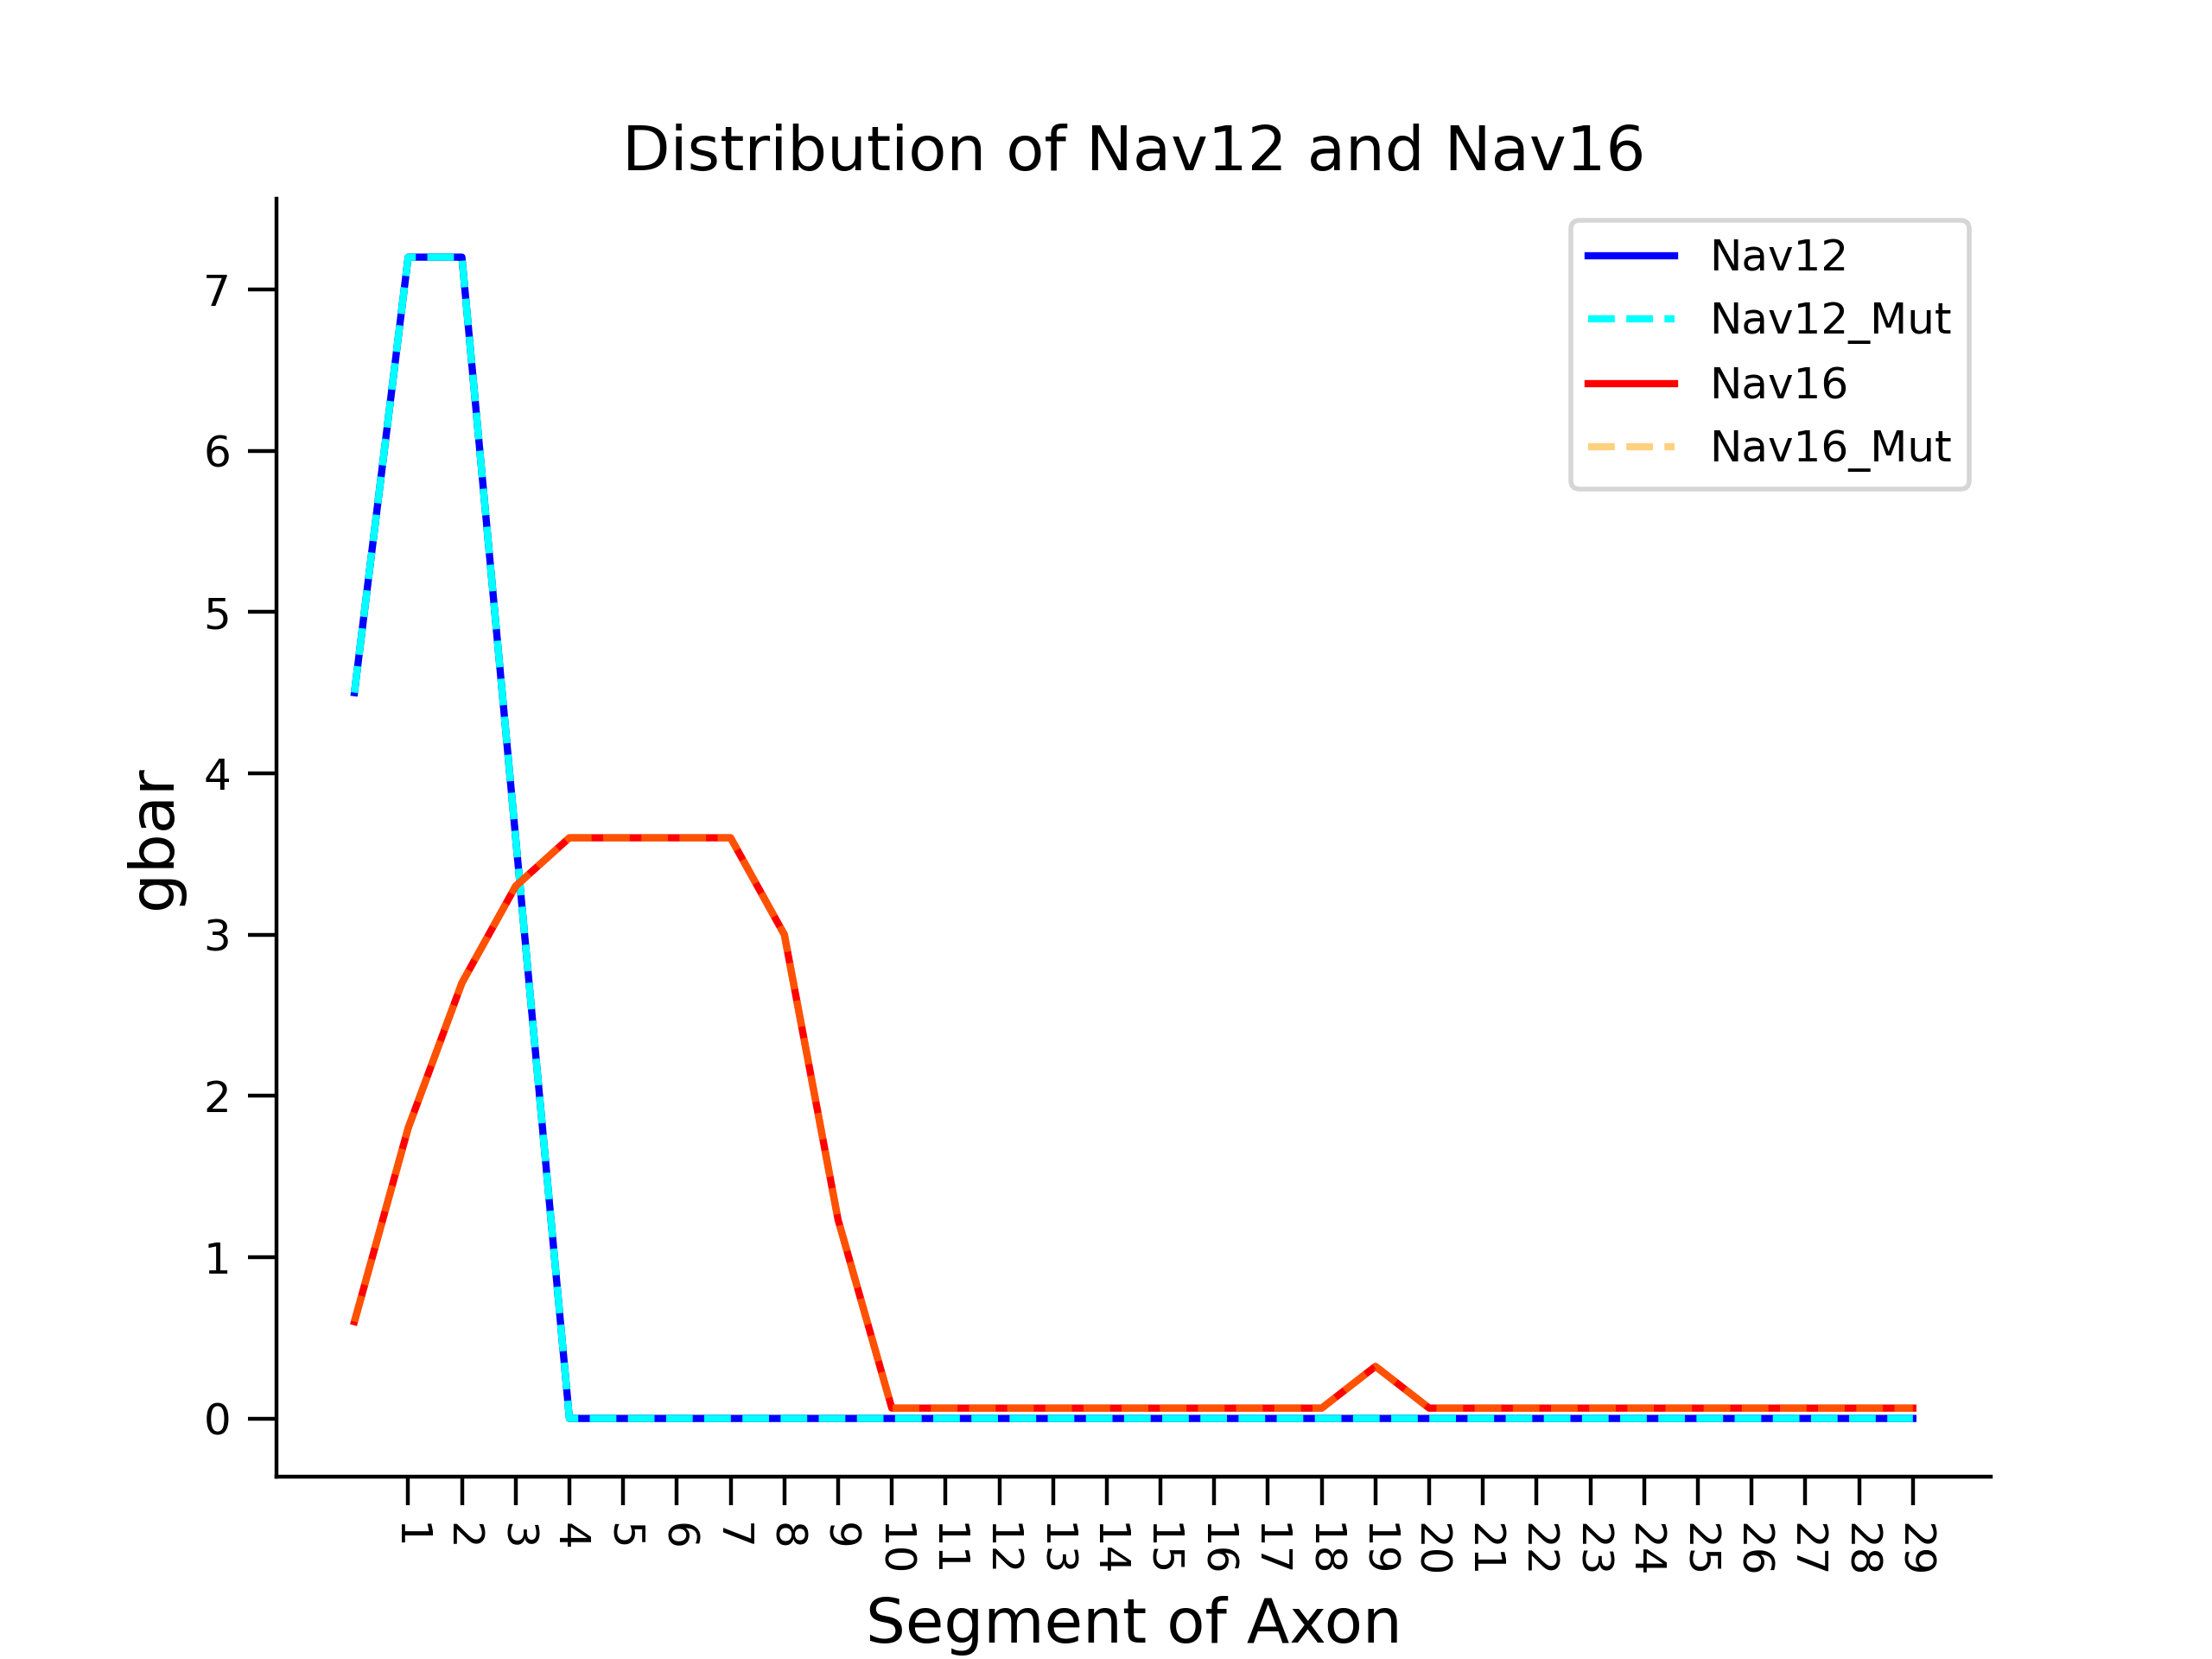 Distribution of Nav12 and Nav16
Nav12
Nav12_Mut
Nav16
Nav16_Mut
gbar
7
6
5
4
3
2
1
0
1 2 3 4 5 6 7 8 9 10 11 12 13 14 15 16 17 18 19 20 21 22 23 24 25 26 27 28 29
Segment of Axon